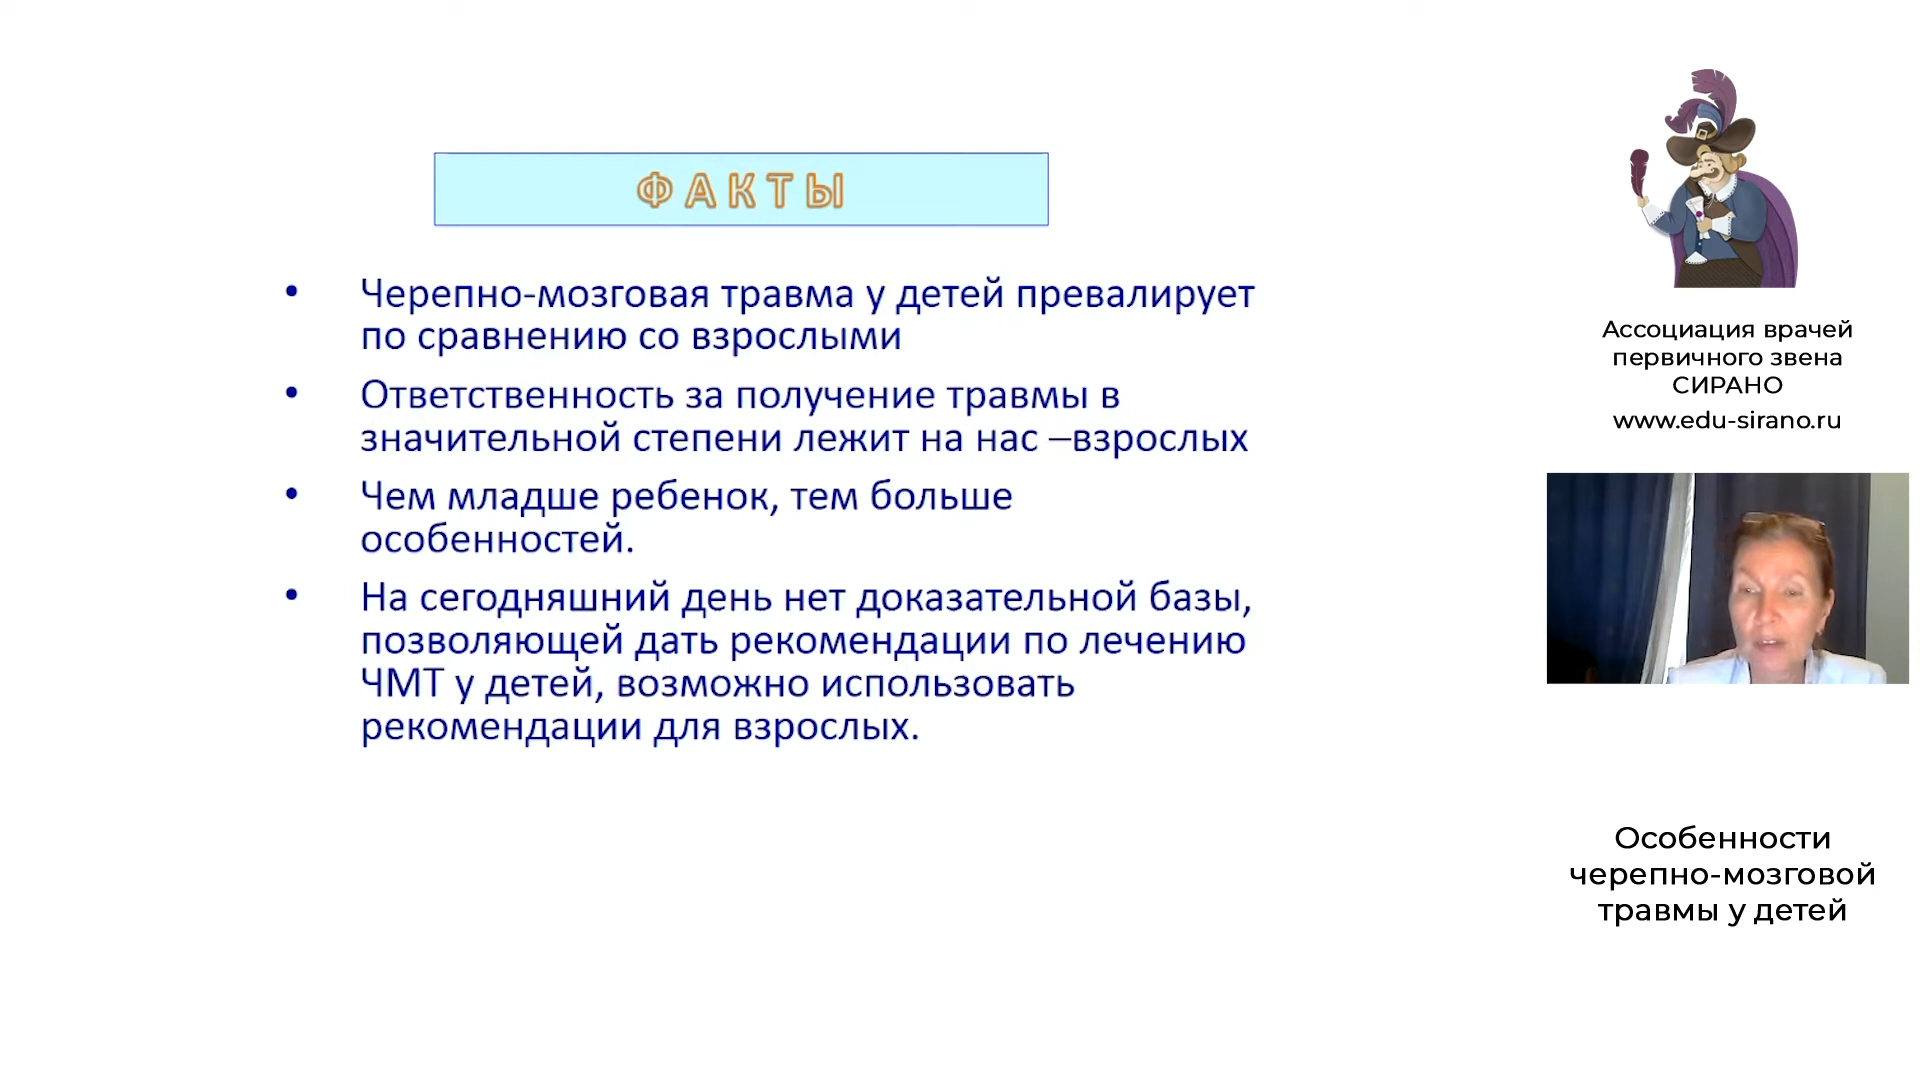 ФАКТЫ
• Черепно-мозговая травма у детей превалирует
по сравнению со взрослыми
• Ответственность за получение травмы в
значительной степени лежит на нас –взрослых
• Чем младше ребенок, тем больше
особенностей.
• На сегодняшний день нет доказательной базы,
позволяющей дать рекомендации по лечению
ЧМТ у детей, возможно использовать
рекомендации для взрослых.
Ассоциация врачей
первичного звена
СИРАНО
www.edu-sirano.ru
Особенности
черепно-мозговой
травмы у детей